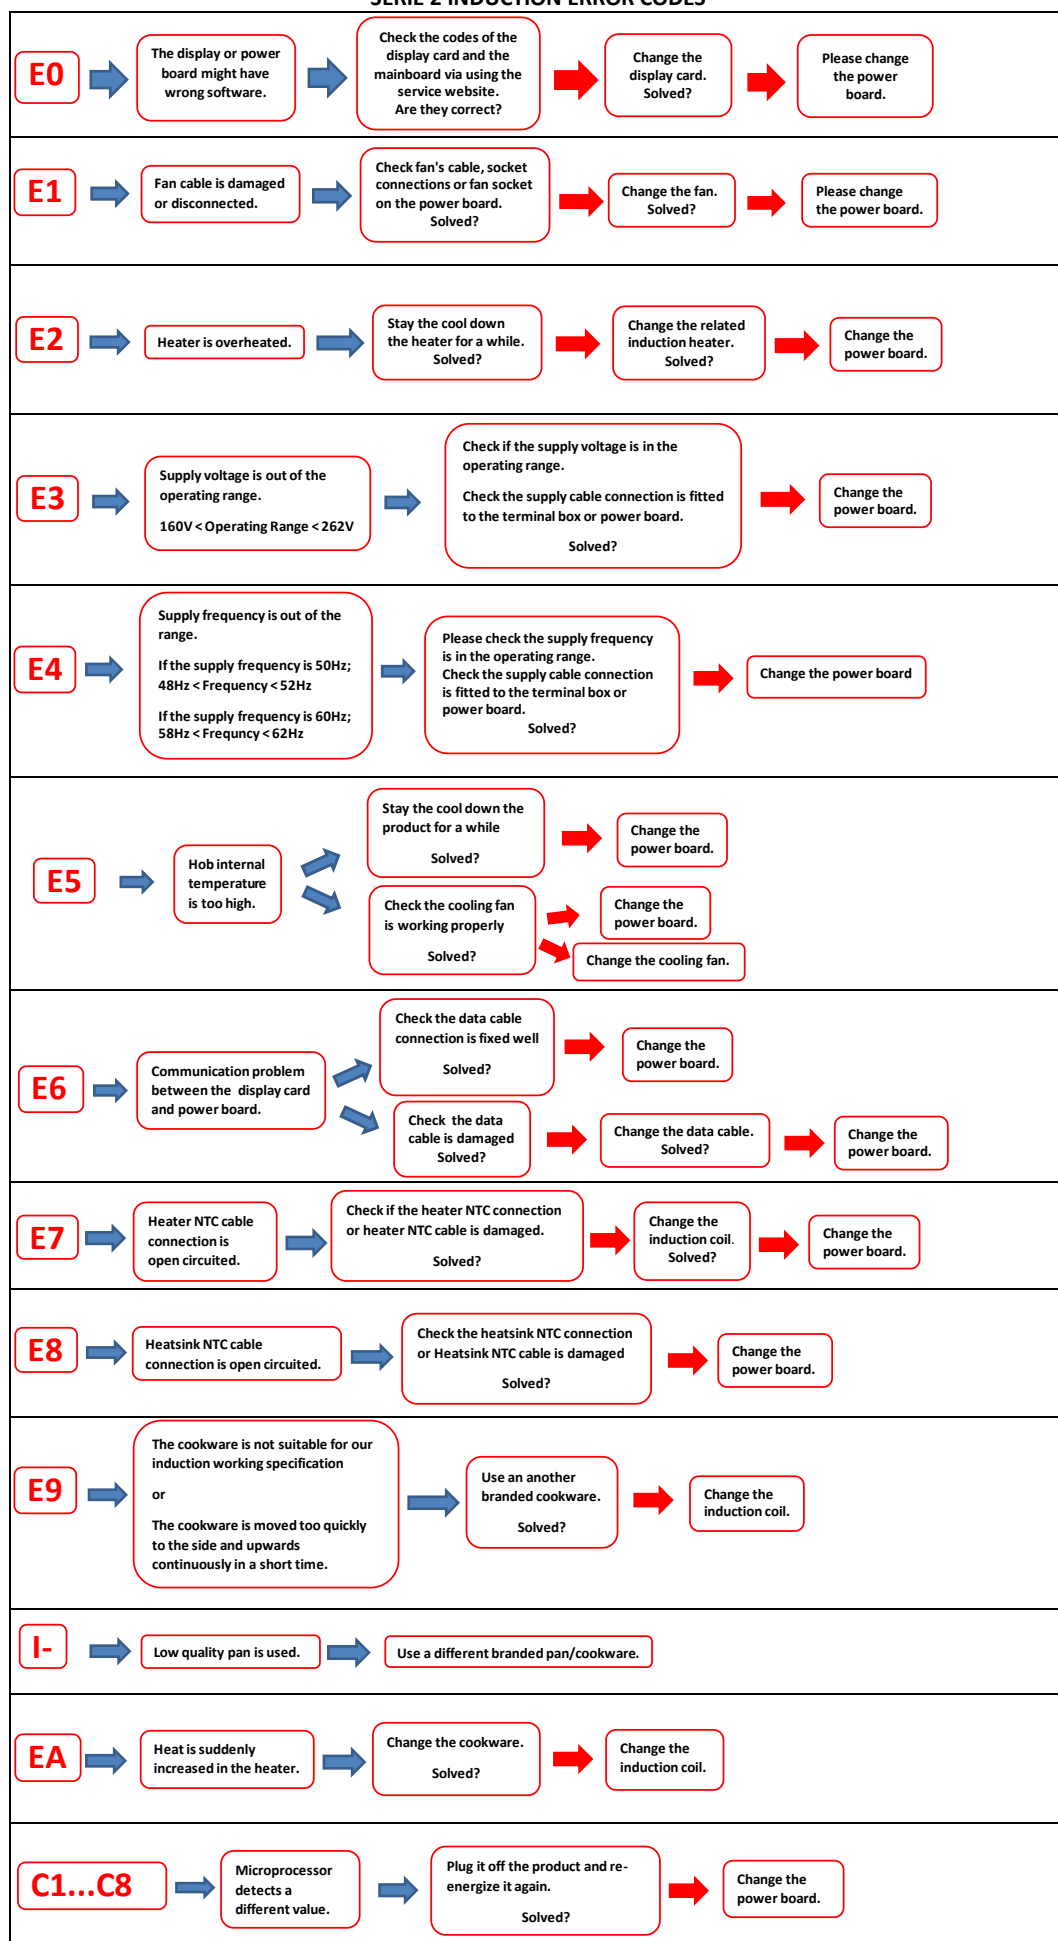 SERIE 2 INDUCTION ERROR CODES
E0
The display or power
board might have
wrong software.
Check the codes of the
display card and the
mainboard via using the
service website.
Are they correct?
Change the
display card.
Solved?
Please change
the power
board.
E1
Fan cable is damaged
or disconnected.
Check fan's cable, socket
connections or fan socket
on the power board.
Solved?
Change the fan.
Solved?
Please change
the power board.
E2
Heater is overheated.
Stay the cool down
the heater for a while.
Solved?
Change the related
induction heater.
Solved?
Change the
power board.
E3
Supply voltage is out of the
operating range.
160V < Operating Range < 262V
Check if the supply voltage is in the
operating range.
Check the supply cable connection is fitted
to the terminal box or power board.
Solved?
Change the
power board.
E4
Supply frequency is out of the
range.
If the supply frequency is 50Hz;
48Hz < Frequency < 52Hz
If the supply frequency is 60Hz;
58Hz < Frequncy < 62Hz
Please check the supply frequency
is in the operating range.
Check the supply cable connection
is fitted to the terminal box or
power board.
Solved?
Change the power board
E5
Hob internal
temperature
is too high.
Stay the cool down the
product for a while
Solved?
Change the
power board.
Check the cooling fan
is working properly
Solved?
Change the
power board.
Change the cooling fan.
E6
Communication problem
between the display card
and power board.
Check the data cable
connection is fixed well
Solved?
Change the
power board.
Check the data
cable is damaged
Solved?
Change the data cable.
Solved?
Change the
power board.
E7
Heater NTC cable
connection is
open circuited.
Check if the heater NTC connection
or heater NTC cable is damaged.
Solved?
Change the
induction coil.
Solved?
Change the
power board.
E8
Heatsink NTC cable
connection is open circuited.
Check the heatsink NTC connection
or Heatsink NTC cable is damaged
Solved?
Change the
power board.
E9
The cookware is not suitable for our
induction working specification
or
The cookware is moved too quickly
to the side and upwards
continuously in a short time.
Use an another
branded cookware.
Solved?
Change the
induction coil.
I-
Low quality pan is used.
Use a different branded pan/cookware.
EA
Heat is suddenly
increased in the heater.
Change the cookware.
Solved?
Change the
induction coil.
C1...C8
Microprocessor
detects a
different value.
Plug it off the product and re-
energize it again.
Solved?
Change the
power board.